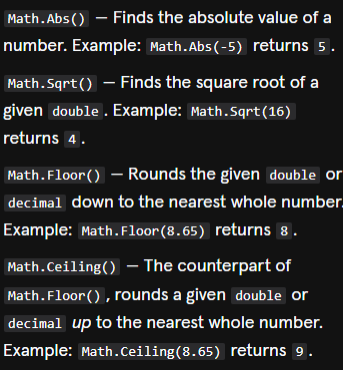 Math.Abs() — Finds the absolute value of a
number. Example: Math.Abs(-5) returns 5.
Math.Sqrt() — Finds the square root of a
given double. Example: Math.Sqrt(16)
returns 4.
Math.Floor() — Rounds the given double or
decimal down to the nearest whole number.
Example: Math.Floor(8.65) returns 8.
Math.Ceiling() — The counterpart of
Math.Floor(), rounds a given double or
decimal up to the nearest whole number.
Example: Math.Ceiling(8.65) returns 9.